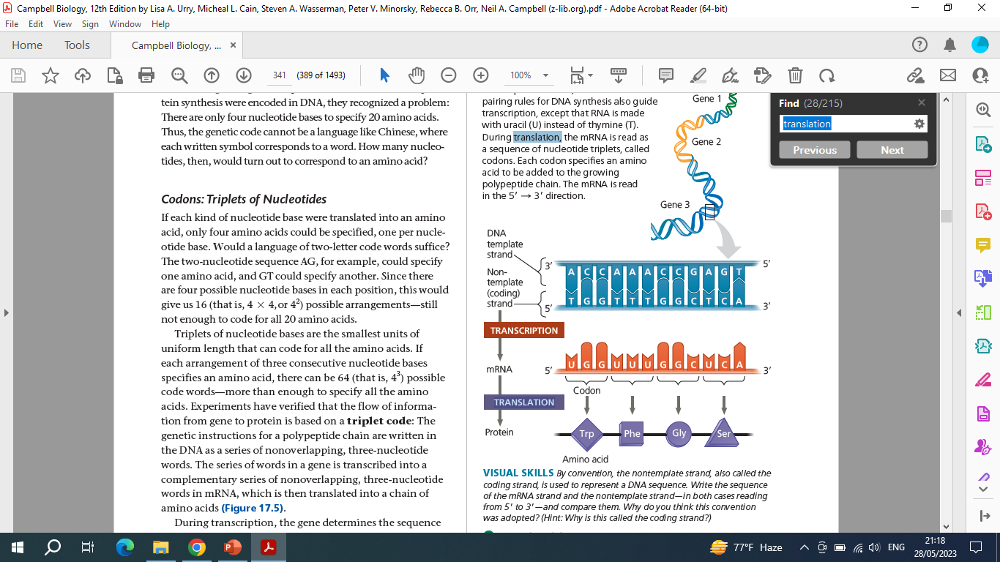 Campbell Biology, 12th Edition by Lisa A. Urry, Micheal L. Cain, Steven A. Wasserman, Peter V. Minorsky, Rebecca B. Orr, Neil A. Campbell (z-lib.org).pdf - Adobe Acrobat Reader (64-bit)
File Edit View Sign Window Help
Home Tools Campbell Biology, ... ×
341 (389 of 1493) 100%
Find (28/215)
translation
Previous Next
tein synthesis were encoded in DNA, they recognized a problem:
There are only four nucleotide bases to specify 20 amino acids.
Thus, the genetic code cannot be a language like Chinese, where
each written symbol corresponds to a word. How many nucleo-
tides, then, would turn out to correspond to an amino acid?
Codons: Triplets of Nucleotides
If each kind of nucleotide base were translated into an amino
acid, only four amino acids could be specified, one per nucle-
otide base. Would a language of two-letter code words suffice?
The two-nucleotide sequence AG, for example, could specify
one amino acid, and GT could specify another. Since there
are four possible nucleotide bases in each position, this would
give us 16 (that is, 4 × 4, or 4²) possible arrangements—still
not enough to code for all 20 amino acids.
Triplets of nucleotide bases are the smallest units of
uniform length that can code for all the amino acids. If
each arrangement of three consecutive nucleotide bases
specifies an amino acid, there can be 64 (that is, 4³) possible
code words—more than enough to specify all the amino
acids. Experiments have verified that the flow of informa-
tion from gene to protein is based on a triplet code: The
genetic instructions for a polypeptide chain are written in
the DNA as a series of nonoverlapping, three-nucleotide
words. The series of words in a gene is transcribed into a
complementary series of nonoverlapping, three-nucleotide
words in mRNA, which is then translated into a chain of
amino acids (Figure 17.5).
During transcription, the gene determines the sequence
pairing rules for DNA synthesis also guide
transcription, except that RNA is made
with uracil (U) instead of thymine (T).
During translation, the mRNA is read as
a sequence of nucleotide triplets, called
codons. Each codon specifies an amino
acid to be added to the growing
polypeptide chain. The mRNA is read
in the 5′ → 3′ direction.
Gene 1
Gene 2
Gene 3
DNA
template
strand
3′ A C C A A A C C G A G T 5′
Non-
template
(coding)
strand
5′ T G G T T T G G C T C A 3′
TRANSCRIPTION
mRNA 5′ U G G U U U G G C U C A 3′
Codon
TRANSLATION
Protein Trp Phe Gly Ser
Amino acid
VISUAL SKILLS By convention, the nontemplate strand, also called the
coding strand, is used to represent a DNA sequence. Write the sequence
of the mRNA strand and the nontemplate strand—in both cases reading
from 5′ to 3′—and compare them. Why do you think this convention
was adopted? (Hint: Why is this called the coding strand?)
77°F Haze ENG 21:18
28/05/2023